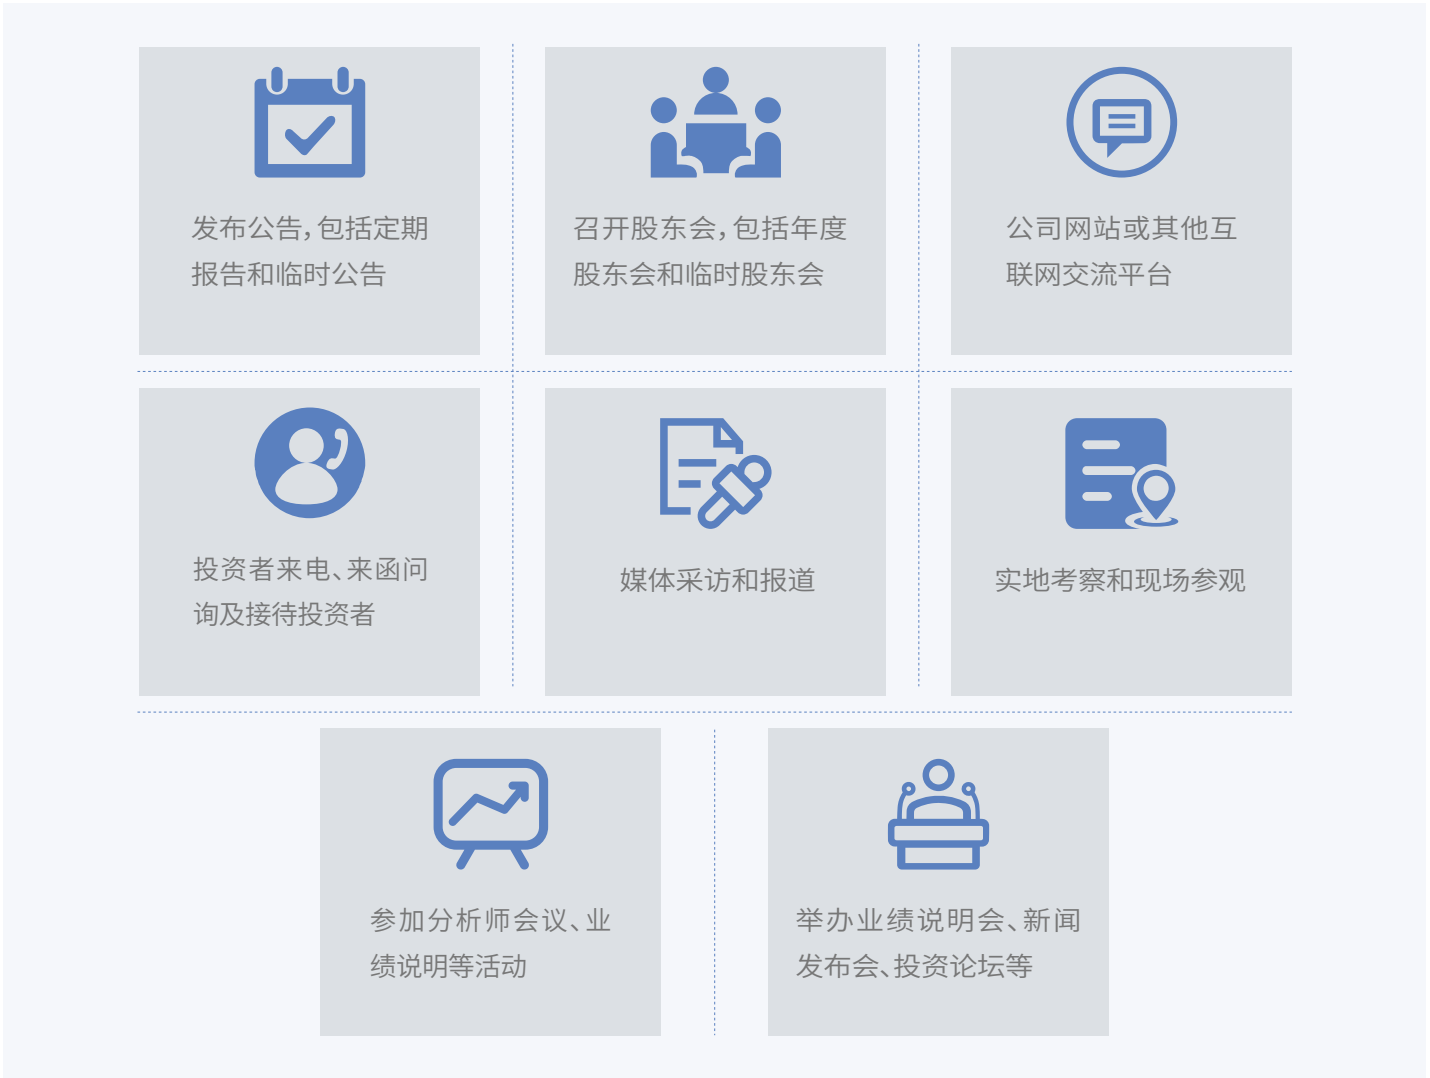 发布公告，包括定期
报告和临时公告
召开股东会，包括年度
股东会和临时股东会
公司网站或其他互
联网交流平台
投资者来电、来函问
询及接待投资者
媒体采访和报道
实地考察和现场参观
参加分析师会议、业
绩说明等活动
举办业绩说明会、新闻
发布会、投资论坛等